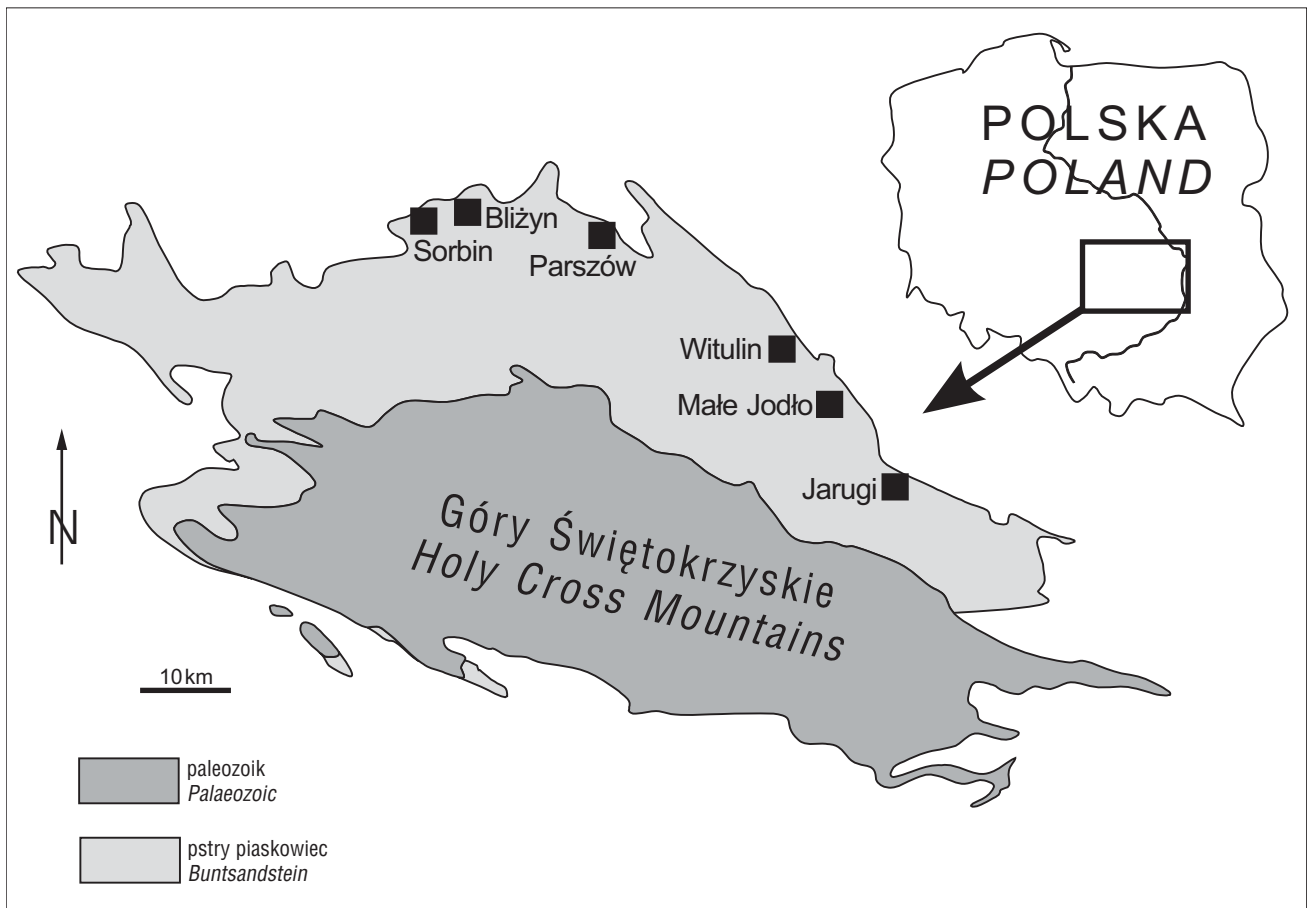 POLSKA
POLAND
Bliżyn
Sorbin
Parszów
Witulin
Małe Jodło
Jarugi
N
Góry Świętokrzyskie
Holy Cross Mountains
10 km
paleozoik
Palaeozoic
pstry piaskowiec
Buntsandstein